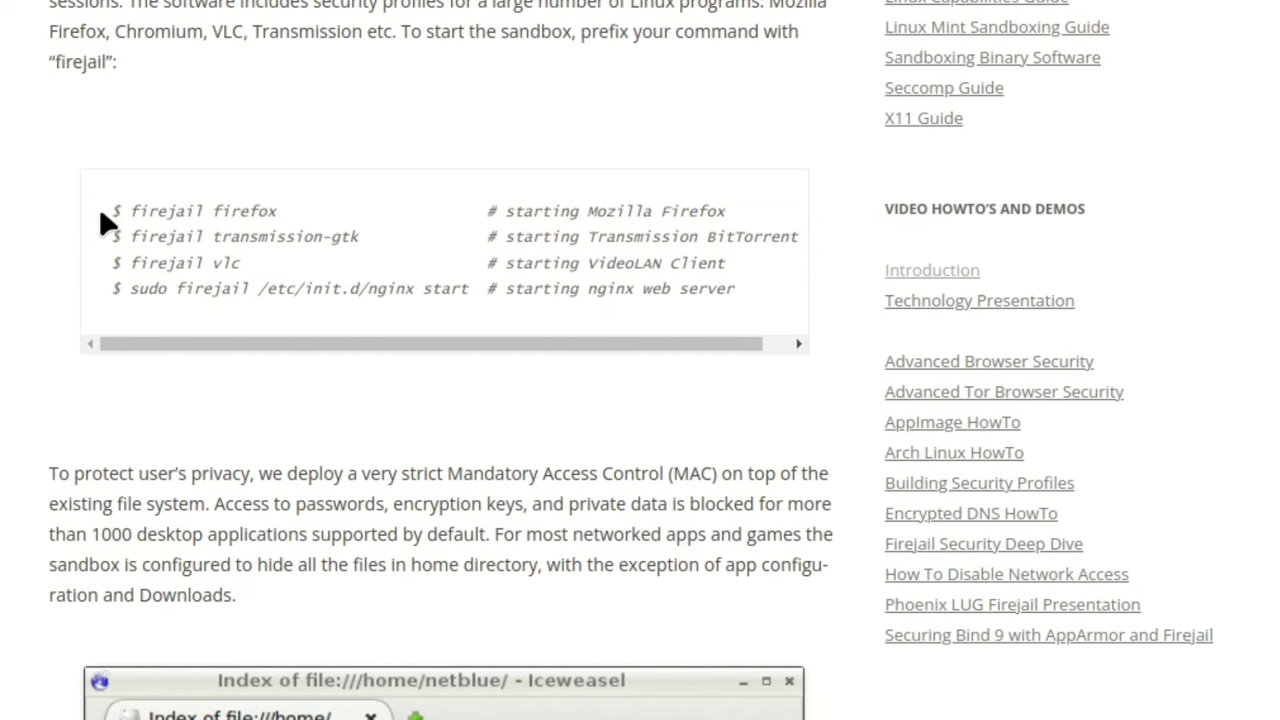 sessions. The software includes security profiles for a large number of Linux programs: Mozilla
Firefox, Chromium, VLC, Transmission etc. To start the sandbox, prefix your command with
“firejail”:
$ firejail firefox # starting Mozilla Firefox
$ firejail transmission-gtk # starting Transmission BitTorrent
$ firejail vlc # starting VideoLAN Client
$ sudo firejail /etc/init.d/nginx start # starting nginx web server
To protect user’s privacy, we deploy a very strict Mandatory Access Control (MAC) on top of the
existing file system. Access to passwords, encryption keys, and private data is blocked for more
than 1000 desktop applications supported by default. For most networked apps and games the
sandbox is configured to hide all the files in home directory, with the exception of app configu-
ration and Downloads.
Index of file:///home/netblue/ - Iceweasel
Index of file:///home/
Linux Capabilities Guide
Linux Mint Sandboxing Guide
Sandboxing Binary Software
Seccomp Guide
X11 Guide
VIDEO HOWTO’S AND DEMOS
Introduction
Technology Presentation
Advanced Browser Security
Advanced Tor Browser Security
AppImage HowTo
Arch Linux HowTo
Building Security Profiles
Encrypted DNS HowTo
Firejail Security Deep Dive
How To Disable Network Access
Phoenix LUG Firejail Presentation
Securing Bind 9 with AppArmor and Firejail